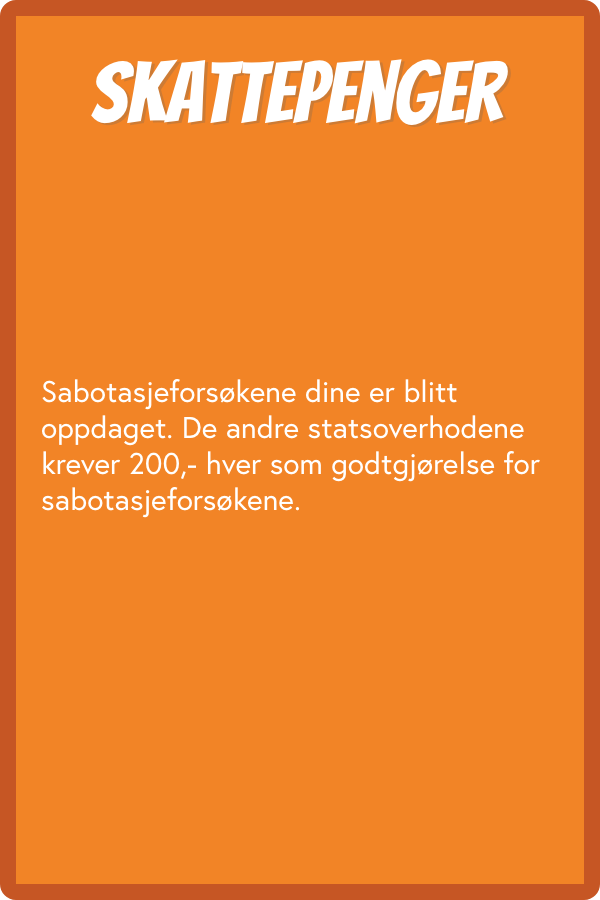 SKATTEPENGER
Sabotasjeforsøkene dine er blitt
oppdaget. De andre statsoverhodene
krever 200,- hver som godtgjørelse for
sabotasjeforsøkene.